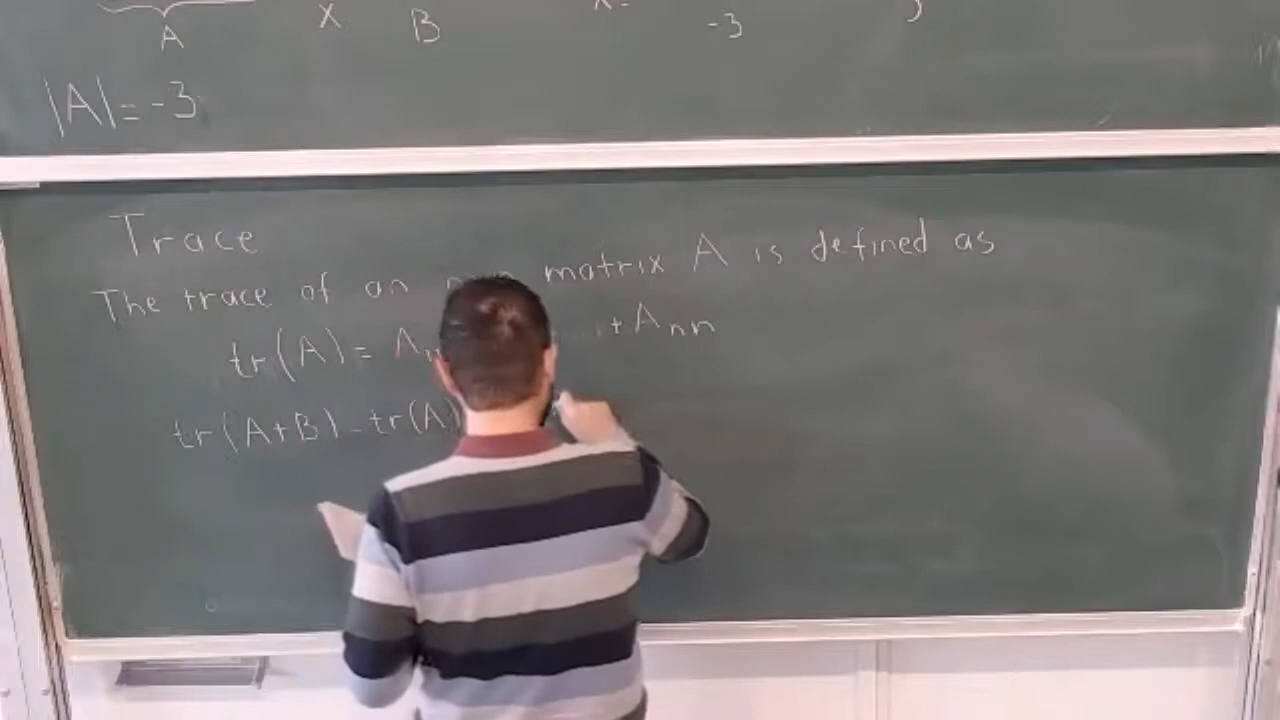 A x B -3
|A|=-3
Trace
The trace of an matrix A is defined as
tr(A)= A ....+Ann
tr(A+B)=tr(A)